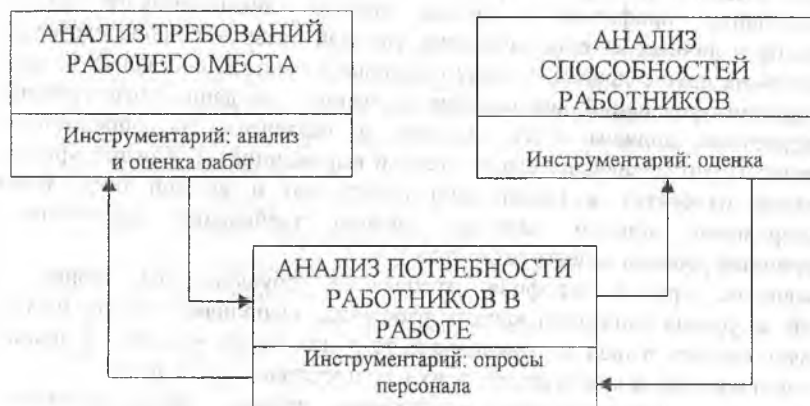 АНАЛИЗ ТРЕБОВАНИЙ
РАБОЧЕГО МЕСТА
Инструментарий: анализ
и оценка работ
АНАЛИЗ
СПОСОБНОСТЕЙ
РАБОТНИКОВ
Инструментарий: оценка
АНАЛИЗ ПОТРЕБНОСТИ
РАБОТНИКОВ В
РАБОТЕ
Инструментарий: опросы
персонала